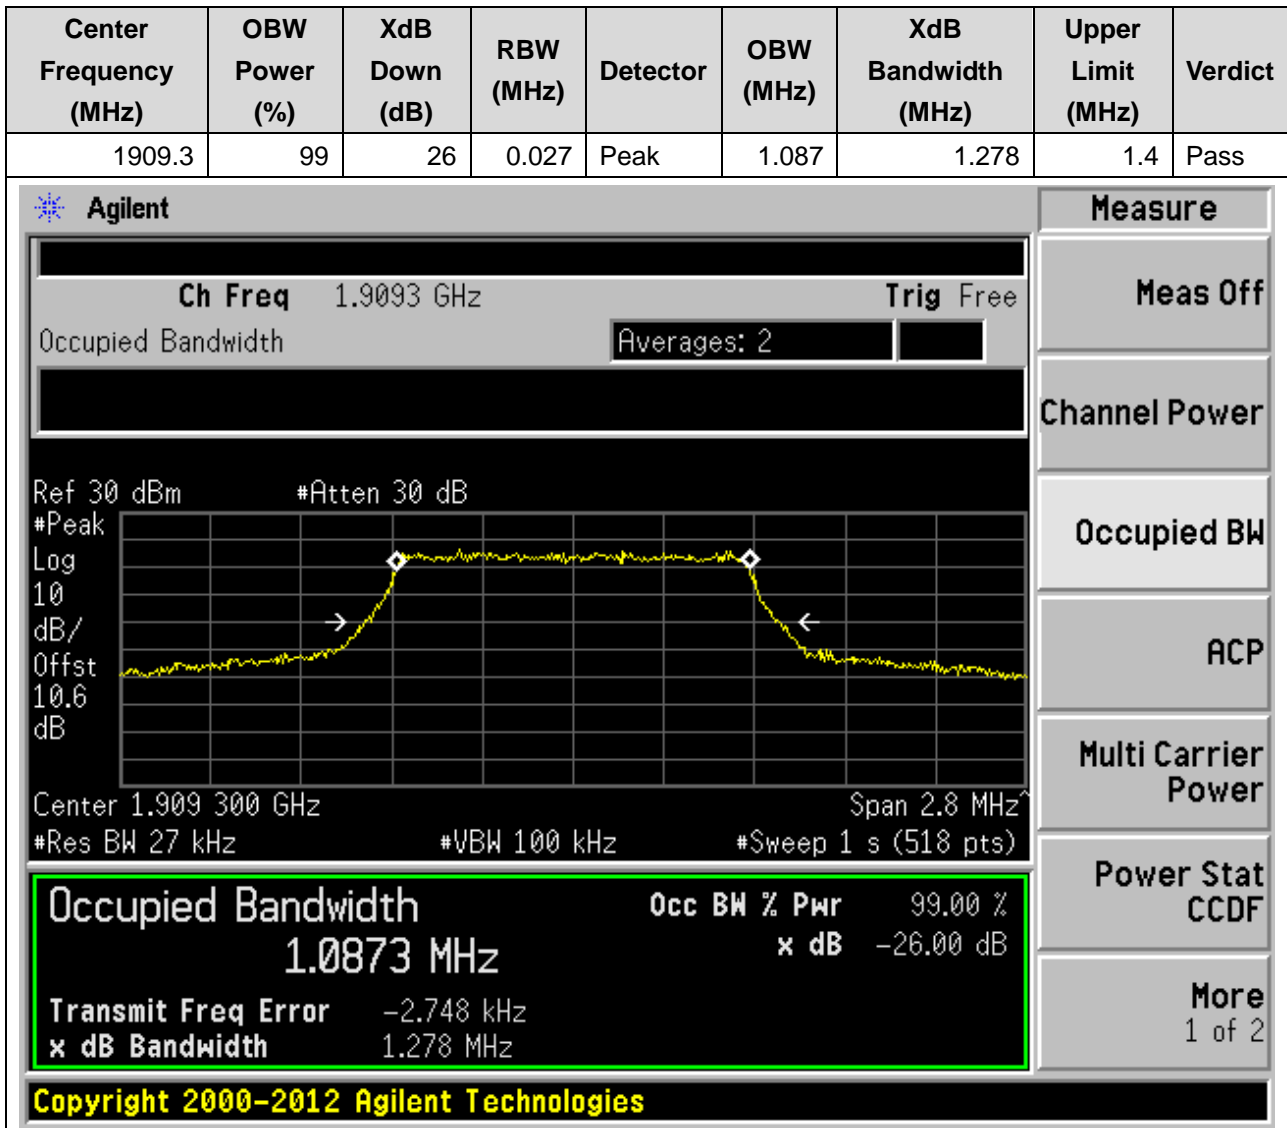 Center Frequency (MHz) OBW Power (%) XdB Down (dB) RBW (MHz) Detector OBW (MHz) XdB Bandwidth (MHz) Upper Limit (MHz) Verdict
1909.3 99 26 0.027 Peak 1.087 1.278 1.4 Pass
Agilent
Measure
Ch Freq 1.9093 GHz Trig Free
Occupied Bandwidth Averages: 2
Meas Off
Channel Power
Occupied BW
ACP
Multi Carrier
Power
Power Stat
CCDF
More
1 of 2
Ref 30 dBm #Atten 30 dB
#Peak
Log
10
dB/
Offst
10.6
dB
Center 1.909 300 GHz Span 2.8 MHz^
#Res BW 27 kHz #VBW 100 kHz #Sweep 1 s (518 pts)
Occupied Bandwidth Occ BW % Pwr 99.00 %
1.0873 MHz x dB -26.00 dB
Transmit Freq Error -2.748 kHz
x dB Bandwidth 1.278 MHz
Copyright 2000-2012 Agilent Technologies